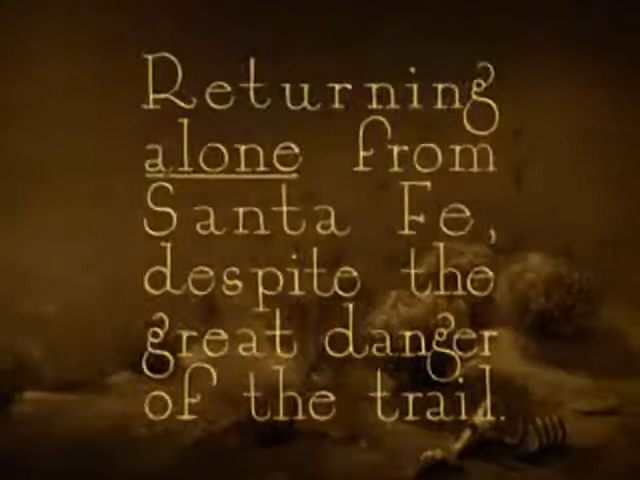 Returning
alone from
Santa Fe,
despite the
great danger
of the trail.